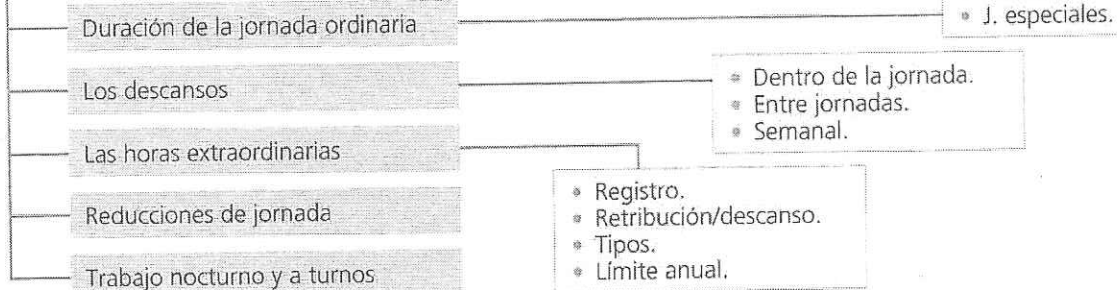 Duración de la jornada ordinaria
• J. especiales.
Los descansos
• Dentro de la jornada.
• Entre jornadas.
• Semanal.
Las horas extraordinarias
• Registro.
• Retribución/descanso.
• Tipos.
• Límite anual.
Reducciones de jornada
Trabajo nocturno y a turnos